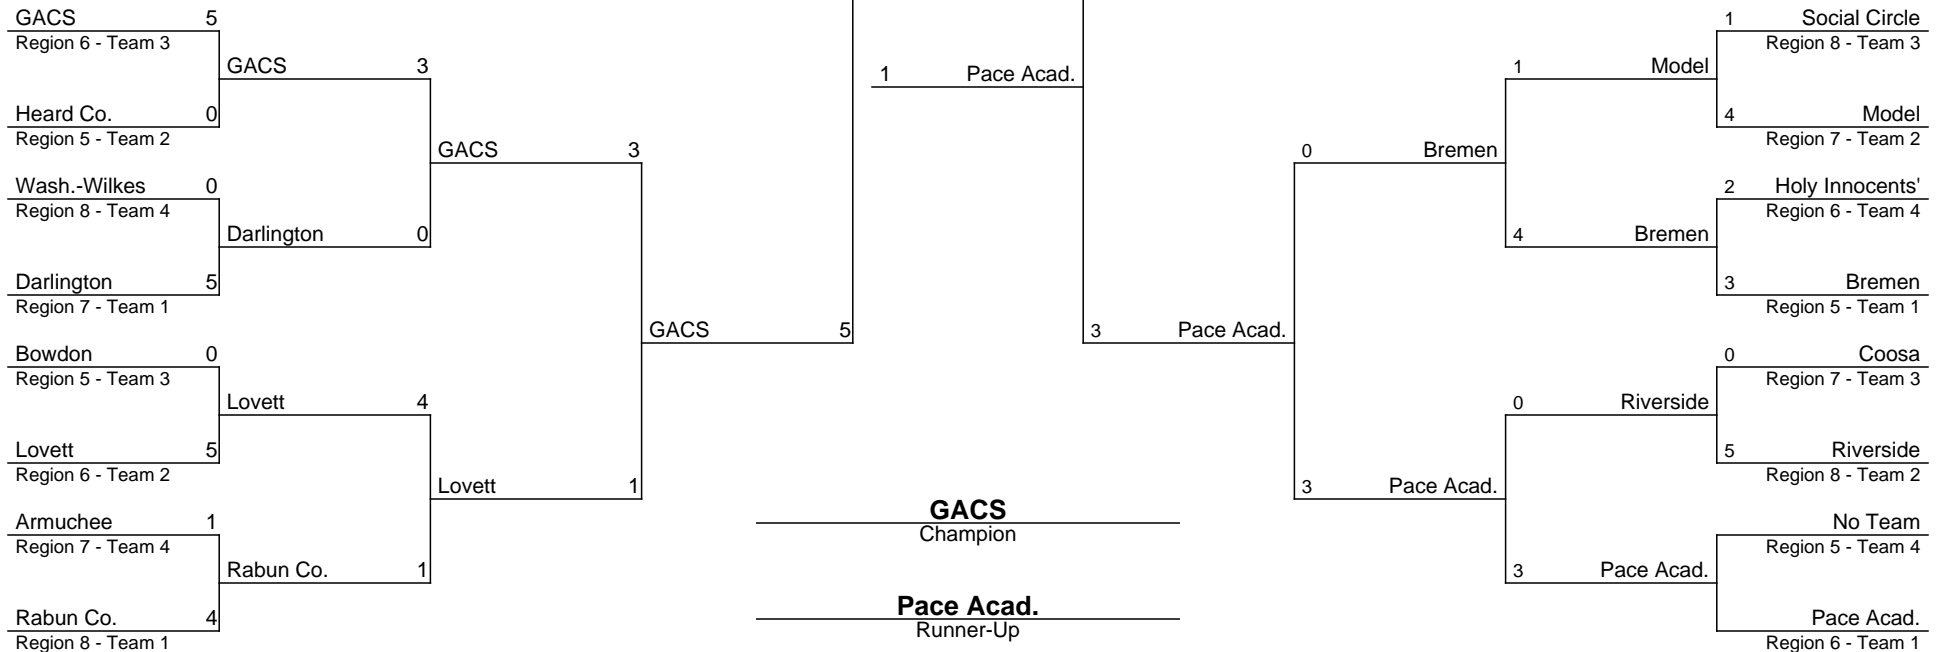 GACS 5
Region 6 - Team 3
GACS 3
Heard Co. 0
Region 5 - Team 2
GACS 3
Wash.-Wilkes 0
Region 8 - Team 4
Darlington 0
Darlington 5
Region 7 - Team 1
GACS 5
Bowdon 0
Region 5 - Team 3
Lovett 4
Lovett 5
Region 6 - Team 2
Lovett 1
Armuchee 1
Region 7 - Team 4
Rabun Co. 1
Rabun Co. 4
Region 8 - Team 1
1 Pace Acad.
3 Pace Acad.
GACS
Champion
Pace Acad.
Runner-Up
1 Social Circle
Region 8 - Team 3
1 Model
4 Model
Region 7 - Team 2
0 Bremen
2 Holy Innocents'
Region 6 - Team 4
4 Bremen
3 Bremen
Region 5 - Team 1
0 Coosa
Region 7 - Team 3
0 Riverside
5 Riverside
Region 8 - Team 2
3 Pace Acad.
No Team
Region 5 - Team 4
3 Pace Acad.
Pace Acad.
Region 6 - Team 1